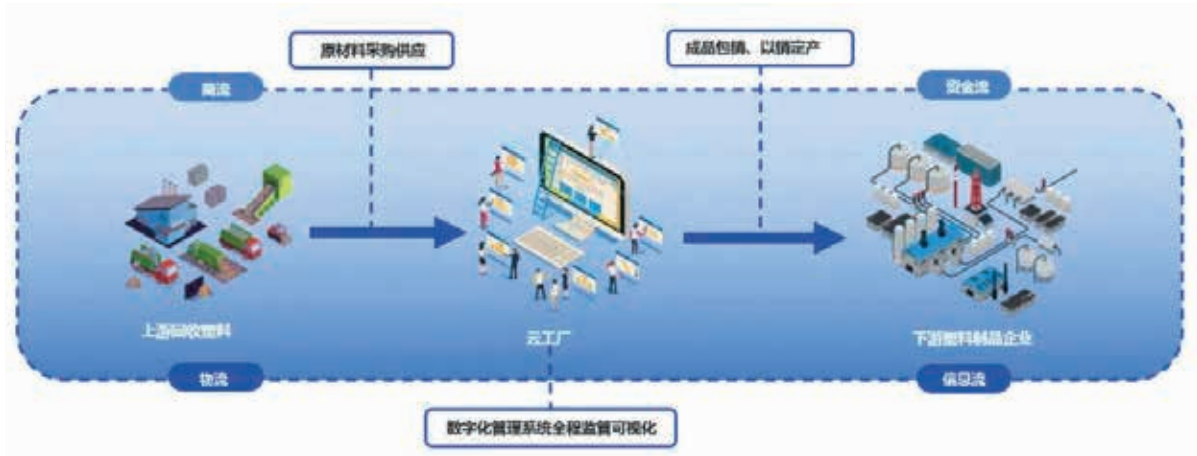 原材料采购供应
成品包销、以销定产
商流
资金流
上游回收塑料
云工厂
下游塑料制品企业
物流
信息流
数字化管理系统全程监管可视化